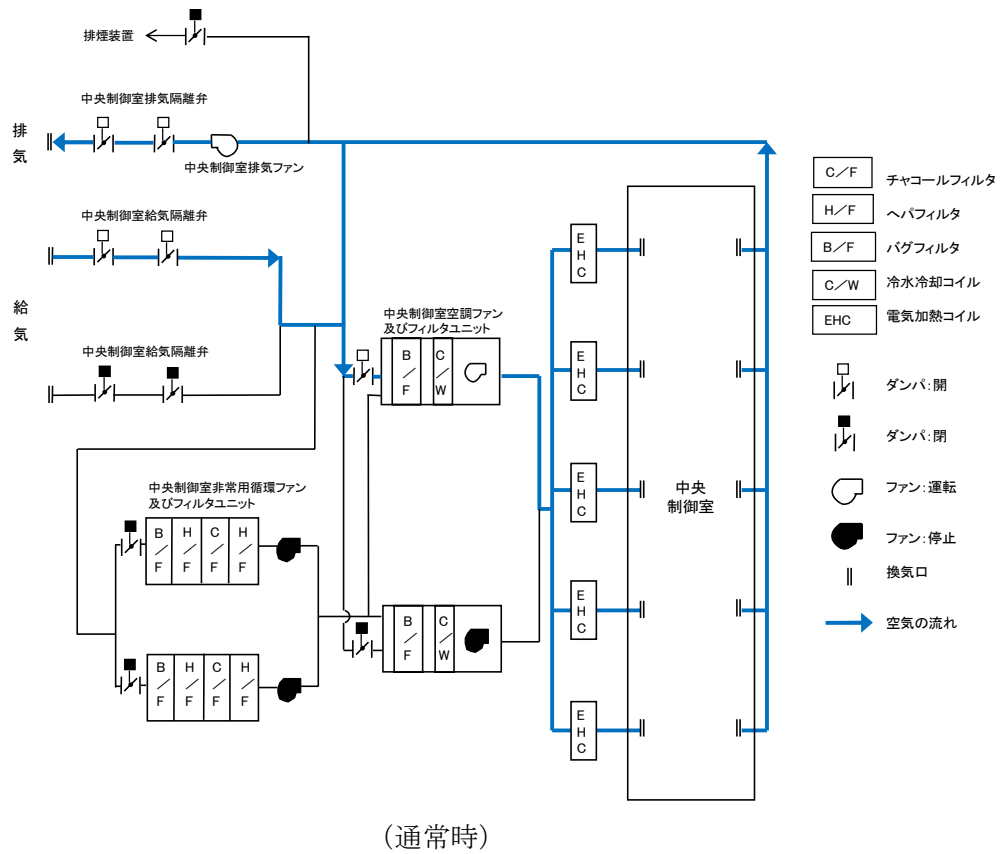 排煙装置
中央制御室排気隔離弁
排
気
中央制御室排気ファン
中央制御室給気隔離弁
給
気
中央制御室給気隔離弁
中央制御室空調ファン
及びフィルタユニット
B/F
C/W
中央制御室非常用循環ファン
及びフィルタユニット
B/F
H/F
C/F
H/F
B/F
H/F
C/F
H/F
B/F
C/W
EHC
EHC
EHC
EHC
EHC
中央
制御室
C/F チャコールフィルタ
H/F ヘパフィルタ
B/F バグフィルタ
C/W 冷水冷却コイル
EHC 電気加熱コイル
ダンパ:開
ダンパ:閉
ファン:運転
ファン:停止
換気口
空気の流れ
(通常時)